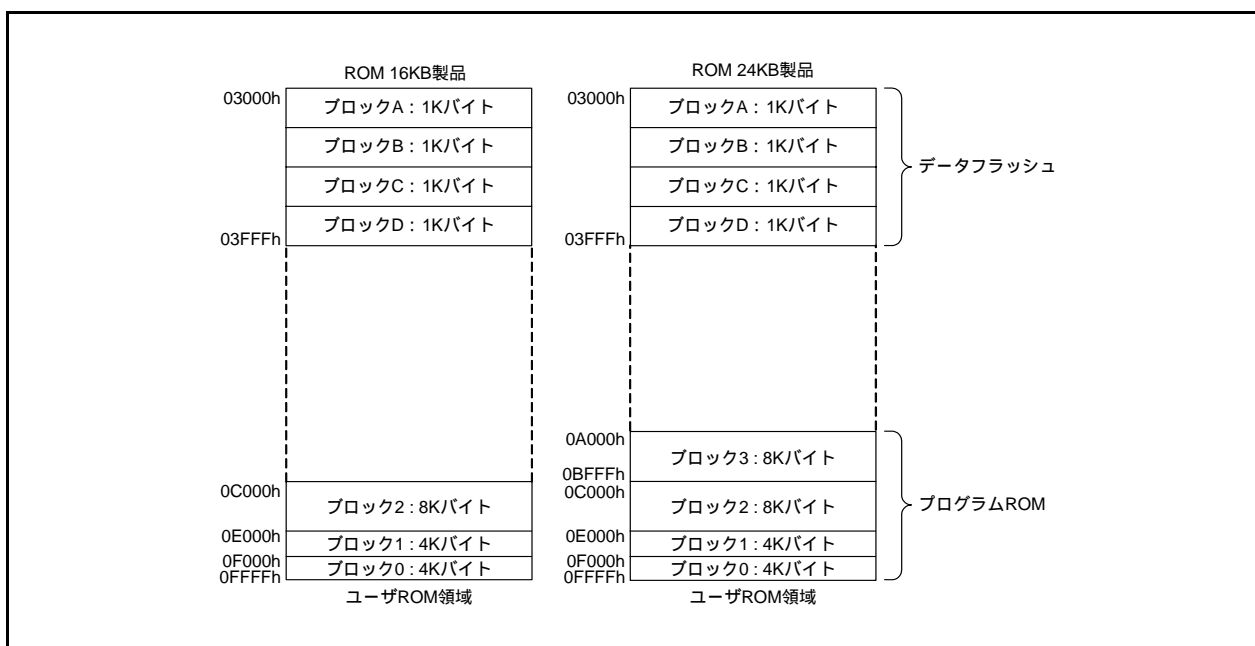 ROM 16KB製品
03000h
ブロックA : 1Kバイト
ブロックB : 1Kバイト
ブロックC : 1Kバイト
ブロックD : 1Kバイト
03FFFh
0C000h
ブロック2 : 8Kバイト
0E000h
ブロック1 : 4Kバイト
0F000h
ブロック0 : 4Kバイト
0FFFFh
ユーザROM領域
ROM 24KB製品
03000h
ブロックA : 1Kバイト
ブロックB : 1Kバイト
ブロックC : 1Kバイト
ブロックD : 1Kバイト
03FFFh
データフラッシュ
0A000h
ブロック3 : 8Kバイト
0BFFFh
0C000h
ブロック2 : 8Kバイト
0E000h
ブロック1 : 4Kバイト
0F000h
ブロック0 : 4Kバイト
0FFFFh
プログラムROM
ユーザROM領域